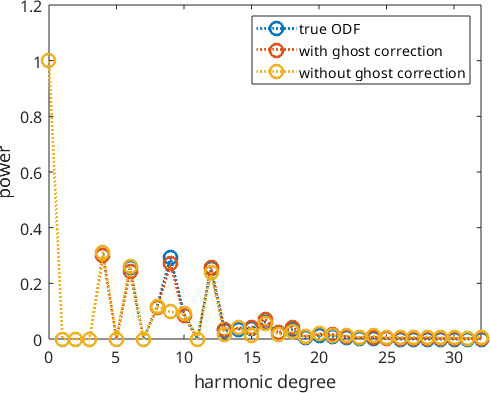 1.2
1
0.8
0.6
0.4
0.2
0
power
true ODF
with ghost correction
without ghost correction
0 5 10 15 20 25 30
harmonic degree